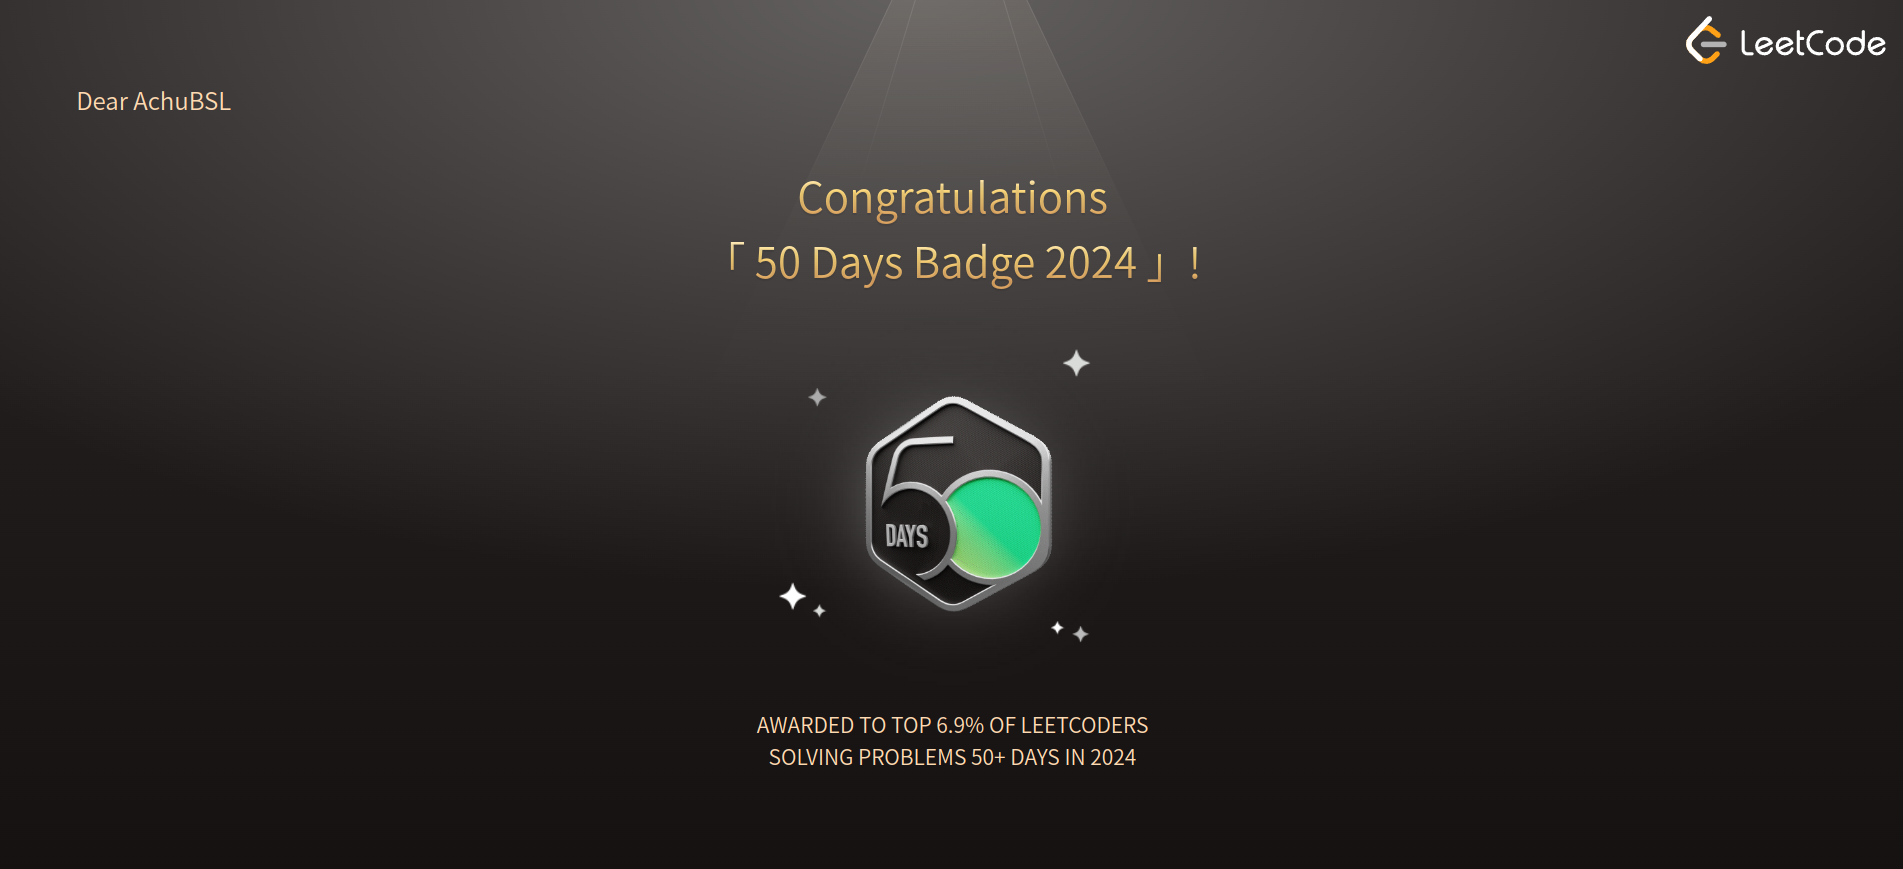 LeetCode
Dear AchuBSL
Congratulations
「 50 Days Badge 2024 」 !
50
DAYS
AWARDED TO TOP 6.9% OF LEETCODERS
SOLVING PROBLEMS 50+ DAYS IN 2024